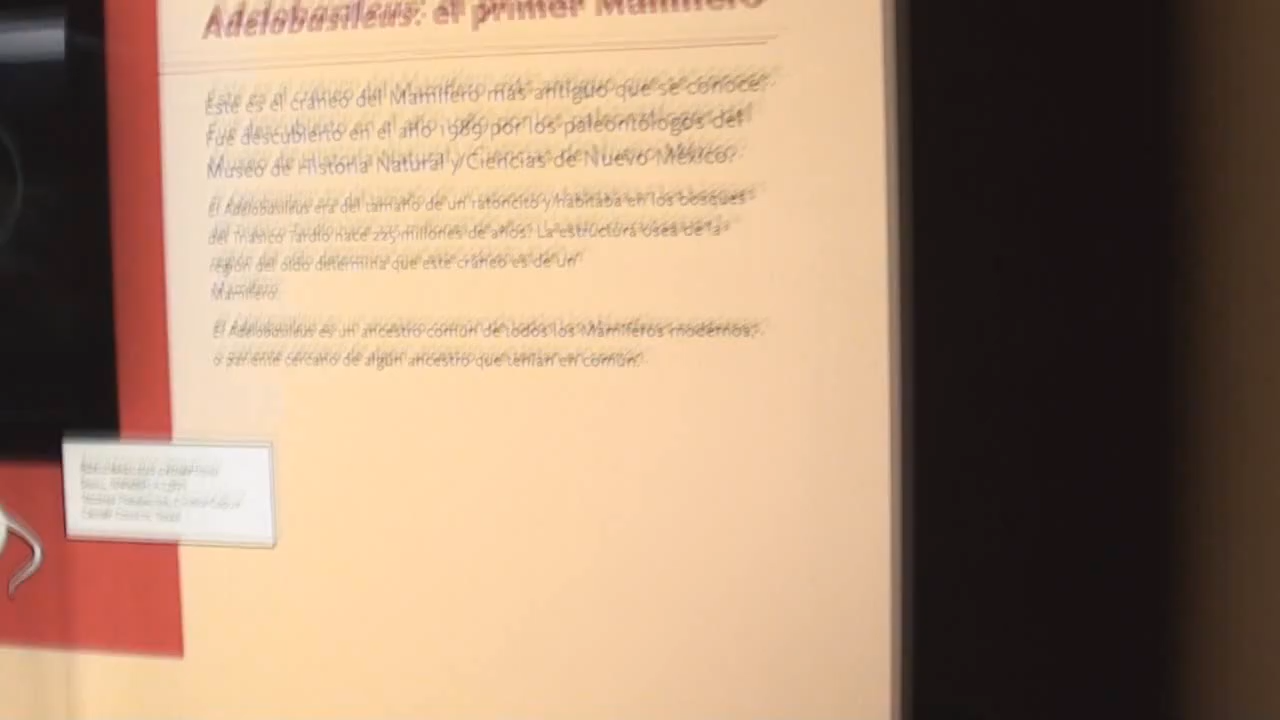 Adelobasileus: el primer Mamífero
Este es el cráneo del Mamífero más antiguo que se conoce.
Fue descubierto en el año 1989 por los paleontólogos del
Museo de Historia Natural y Ciencias de Nuevo México.
El Adelobasileus era del tamaño de un ratoncito y habitaba en los bosques
del Triásico Tardío hace 225 millones de años. La estructura ósea de la
región del oído determina que este cráneo es de un
Mamífero.
El Adelobasileus es un ancestro común de todos los Mamíferos modernos,
o pariente cercano de algún ancestro que tenían en común.